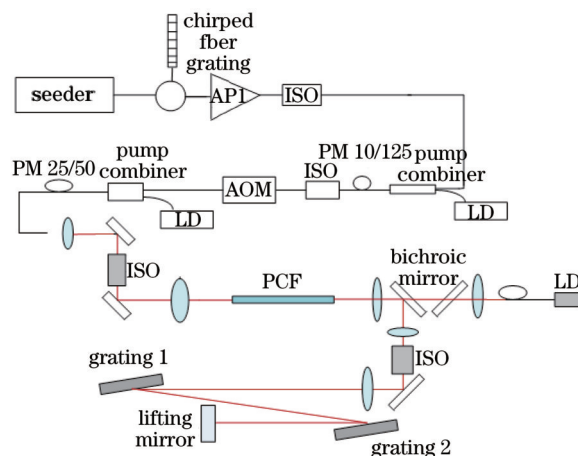 chirped
fber
grating
seeder
AP1
ISO
PM 25/50
pump
combiner
AOM
ISO
PM 10/125
pump
combiner
LD
LD
ISO
PCF
bichroic
mirror
LD
ISO
grating 1
lifting
mirror
grating 2